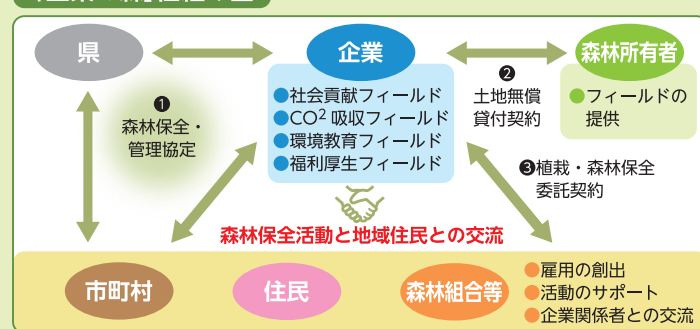 県
企業
森林所有者
❶
森林保全・
管理協定
●社会貢献フィールド
●CO² 吸収フィールド
●環境教育フィールド
●福利厚生フィールド
❷
土地無償
貸付契約
●フィールドの
提供
❸植栽・森林保全
委託契約
森林保全活動と地域住民との交流
市町村
住民
森林組合等
●雇用の創出
●活動のサポート
●企業関係者との交流